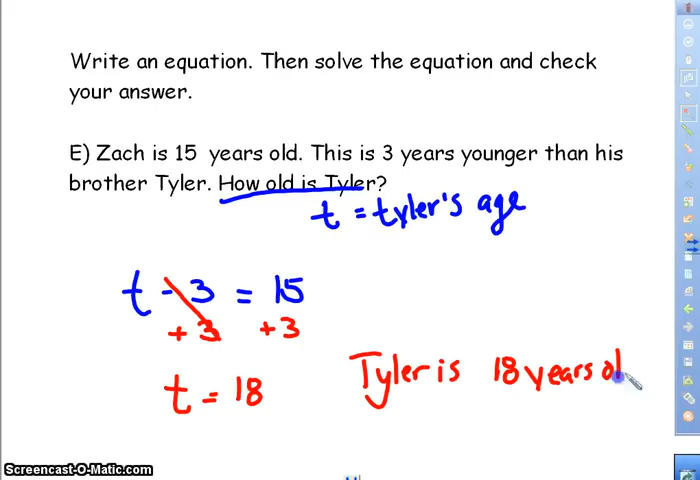 Write an equation. Then solve the equation and check
your answer.
E) Zach is 15 years old. This is 3 years younger than his
brother Tyler. How old is Tyler?
t = tyler's age
t - 3 = 15
+ 3 + 3
t = 18
Tyler is 18 years ol
Screencast-O-Matic.com